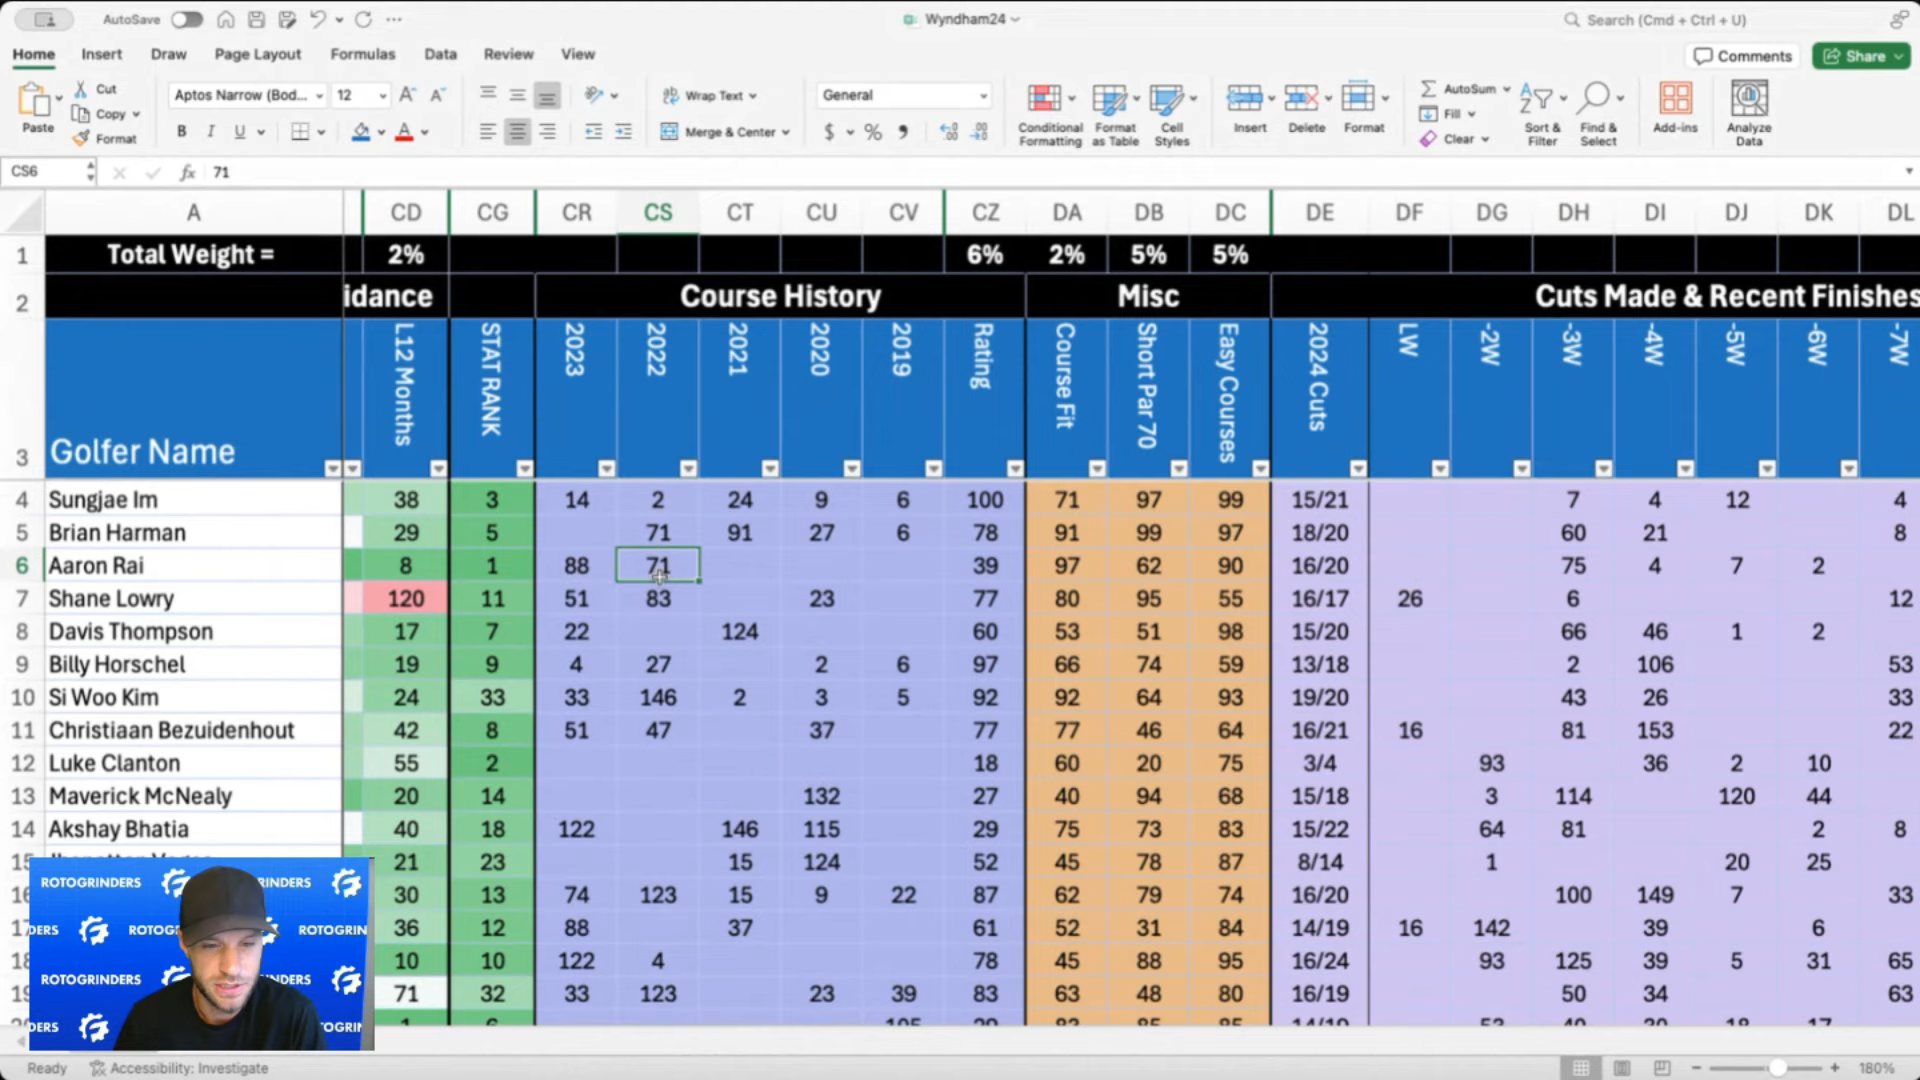 AutoSave
Wyndham24
Search (Cmd + Ctrl + U)
Home Insert Draw Page Layout Formulas Data Review View
Comments Share
Paste Cut Copy Format
Aptos Narrow (Bod... 12
Wrap Text
Merge & Center
General
Conditional Formatting
Format as Table
Cell Styles
Insert Delete Format
AutoSum
Fill
Clear
Sort & Filter
Find & Select
Add-ins
Analyze Data
CS6 fx 71
A CD CG CR CS CT CU CV CZ DA DB DC DE DF DG DH DI DJ DK DL
1 Total Weight = 2% 6% 2% 5% 5%
2 idance Course History Misc Cuts Made & Recent Finishes
3 Golfer Name L12 Months STAT RANK 2023 2022 2021 2020 2019 Rating Course Fit Short Par 70 Easy Courses 2024 Cuts LW -2W -3W -4W -5W -6W -7W
4 Sungjae Im 38 3 14 2 24 9 6 100 71 97 99 15/21 7 4 12 4
5 Brian Harman 29 5 71 91 27 6 78 91 99 97 18/20 60 21 8
6 Aaron Rai 8 1 88 71 39 97 62 90 16/20 75 4 7 2
7 Shane Lowry 120 11 51 83 23 77 80 95 55 16/17 26 6 12
8 Davis Thompson 17 7 22 124 60 53 51 98 15/20 66 46 1 2
9 Billy Horschel 19 9 4 27 2 6 97 66 74 59 13/18 2 106 53
10 Si Woo Kim 24 33 33 146 2 3 5 92 92 64 93 19/20 43 26 33
11 Christiaan Bezuidenhout 42 8 51 47 37 77 77 46 64 16/21 16 81 153 22
12 Luke Clanton 55 2 18 60 20 75 3/4 93 36 2 10
13 Maverick McNealy 20 14 132 27 40 94 68 15/18 3 114 120 44
14 Akshay Bhatia 40 18 122 146 115 29 75 73 83 15/22 64 81 2 8
15 21 23 15 124 52 45 78 87 8/14 1 20 25
16 30 13 74 123 15 9 22 87 62 79 74 16/20 100 149 7 33
17 36 12 88 37 61 52 31 84 14/19 16 142 39 6
18 10 10 122 4 78 45 88 95 16/24 93 125 39 5 31 65
19 71 32 33 123 23 39 83 63 48 80 16/19 50 34 63
ROTOGRINDERS RINDERS
DERS ROTOG ROTOGRIN
ROTOGRINDERS ROTOGRINDERS
DERS
Ready Accessibility: Investigate 180%